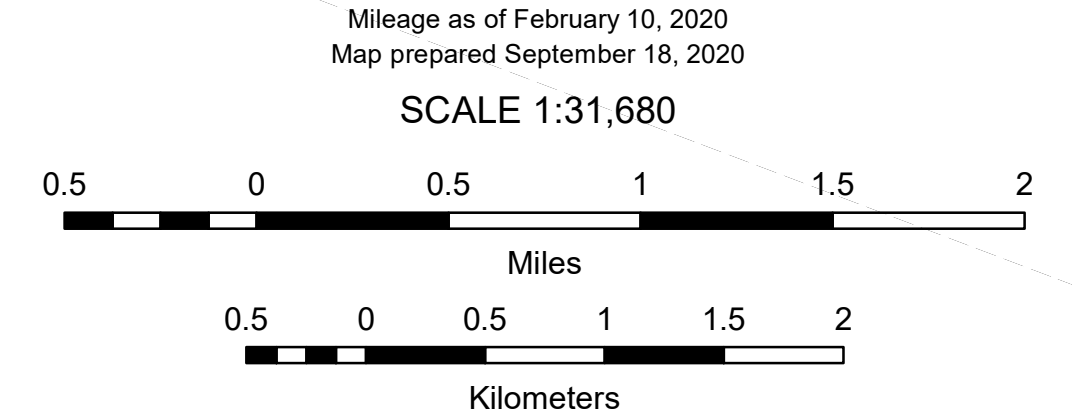 Mileage as of February 10, 2020
Map prepared September 18, 2020
SCALE 1:31,680
0.5 0 0.5 1 1.5 2
Miles
0.5 0 0.5 1 1.5 2
Kilometers